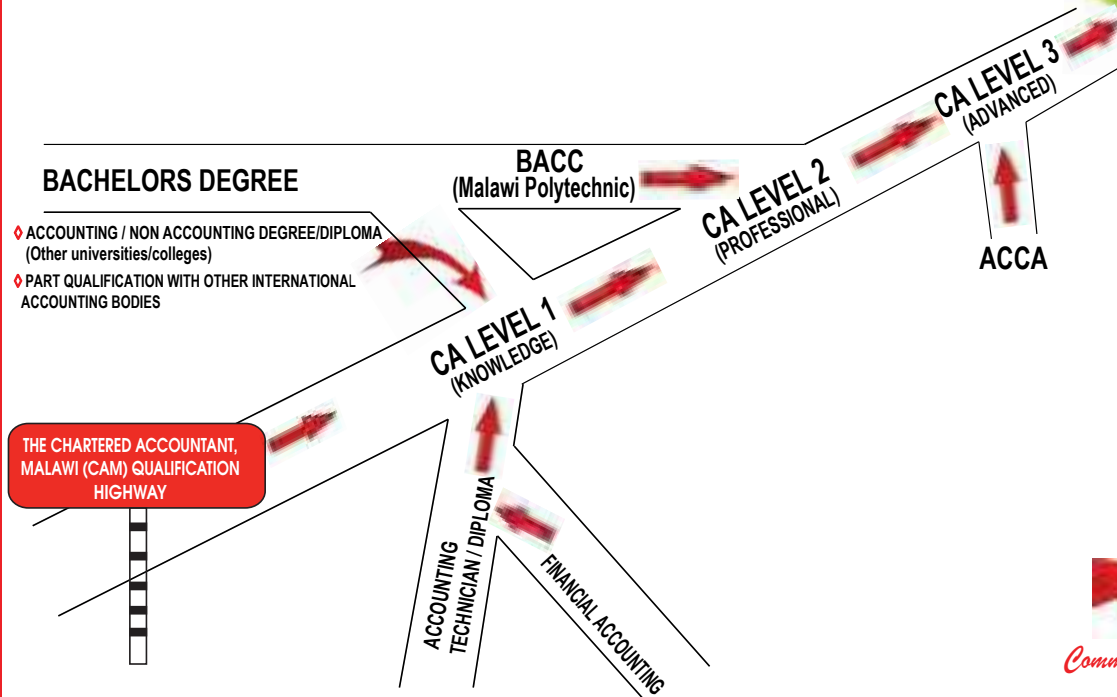 BACHELORS DEGREE
◊ ACCOUNTING / NON ACCOUNTING DEGREE/DIPLOMA
(Other universities/colleges)
◊ PART QUALIFICATION WITH OTHER INTERNATIONAL
ACCOUNTING BODIES
BACC
(Malawi Polytechnic)
CA LEVEL 3
(ADVANCED)
CA LEVEL 2
(PROFESSIONAL)
ACCA
CA LEVEL 1
(KNOWLEDGE)
THE CHARTERED ACCOUNTANT,
MALAWI (CAM) QUALIFICATION
HIGHWAY
ACCOUNTING
TECHNICIAN / DIPLOMA
FINANCIAL ACCOUNTING